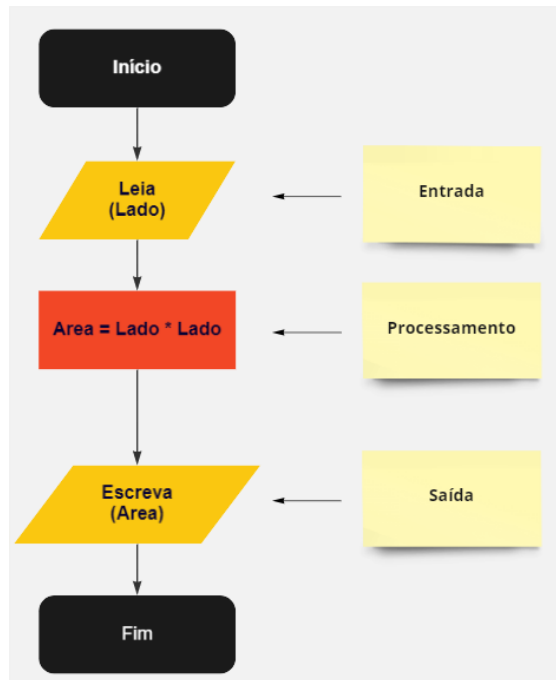 Início
Leia
(Lado)
Entrada
Area = Lado * Lado
Processamento
Escreva
(Area)
Saída
Fim